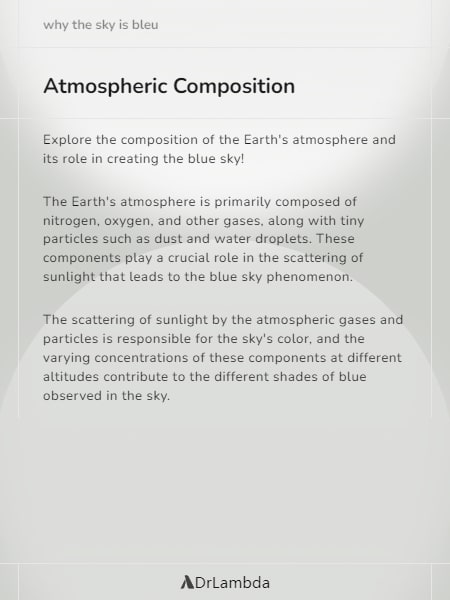 why the sky is bleu
Atmospheric Composition
Explore the composition of the Earth's atmosphere and
its role in creating the blue sky!
The Earth's atmosphere is primarily composed of
nitrogen, oxygen, and other gases, along with tiny
particles such as dust and water droplets. These
components play a crucial role in the scattering of
sunlight that leads to the blue sky phenomenon.
The scattering of sunlight by the atmospheric gases and
particles is responsible for the sky's color, and the
varying concentrations of these components at different
altitudes contribute to the different shades of blue
observed in the sky.
DrLambda